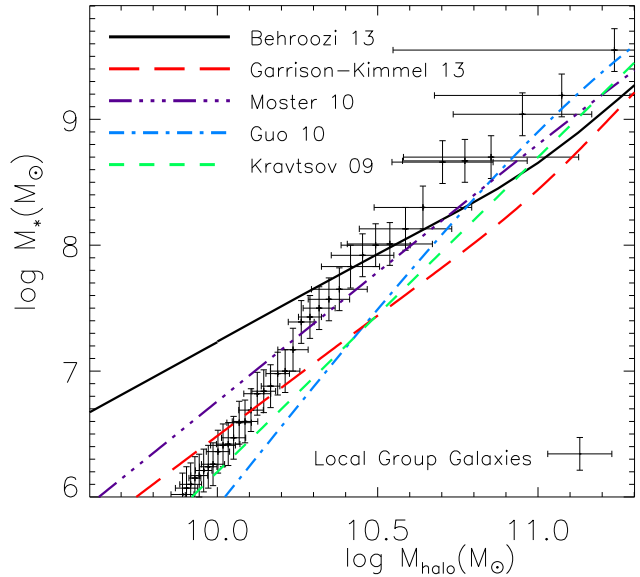 Behroozi 13
Garrison−Kimmel 13
Moster 10
Guo 10
Kravtsov 09
9
8
7
6
log M*(M☉)
Local Group Galaxies
10.0
10.5
11.0
log Mhalo(M☉)